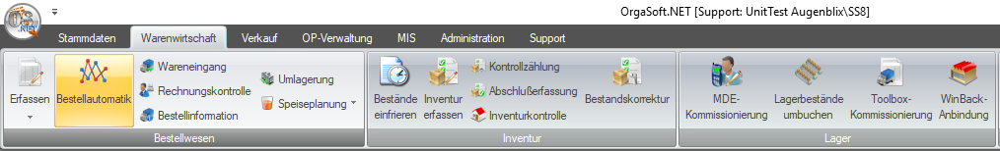 OrgaSoft.NET [Support: UnitTest Augenblix\SS8]
.NET
Stammdaten Warenwirtschaft Verkauf OP-Verwaltung MIS Administration Support
Erfassen
Bestellautomatik
Wareneingang
Rechnungskontrolle
Bestellinformation
Umlagerung
Speiseplanung
Bestellwesen
Bestände
einfrieren
Inventur
erfassen
Kontrollzählung
Abschlußerfassung
Inventurkontrolle
Bestandskorrektur
Inventur
MDE-
Kommissionierung
Lagerbestände
umbuchen
Toolbox-
Kommissionierung
WinBack-
Anbindung
Lager